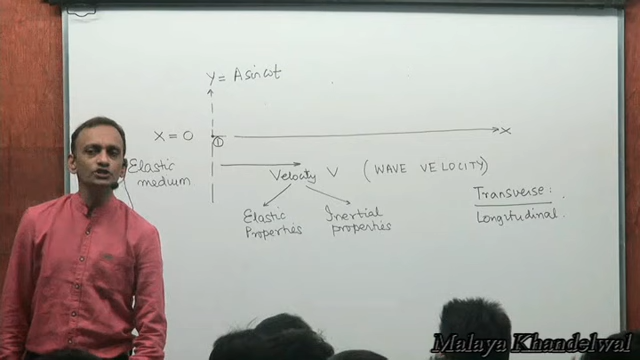 y = A sin ωt
x = 0
①
x
Elastic
medium
Velocity V (WAVE VELOCITY)
Elastic
Properties
Inertial
properties
Transverse :
Longitudinal
Malaya Khandelwal